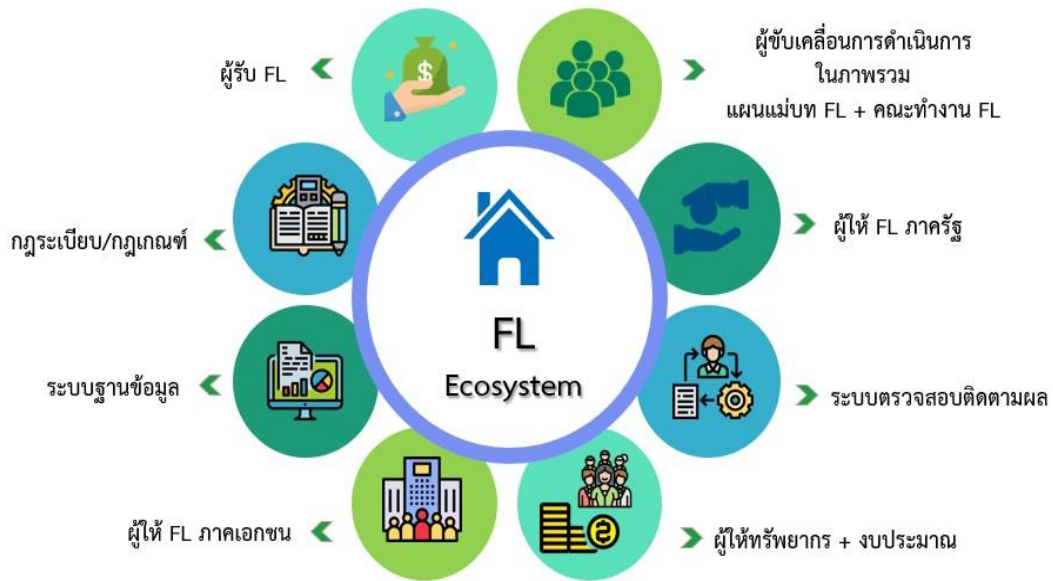 ผู้รับ FL
ผู้ขับเคลื่อนการดำเนินการ
ในภาพรวม
แผนแม่บท FL + คณะทำงาน FL
กฎระเบียบ/กฎเกณฑ์
ผู้ให้ FL ภาครัฐ
FL
Ecosystem
ระบบฐานข้อมูล
ระบบตรวจสอบติดตามผล
ผู้ให้ FL ภาคเอกชน
ผู้ให้ทรัพยากร + งบประมาณ